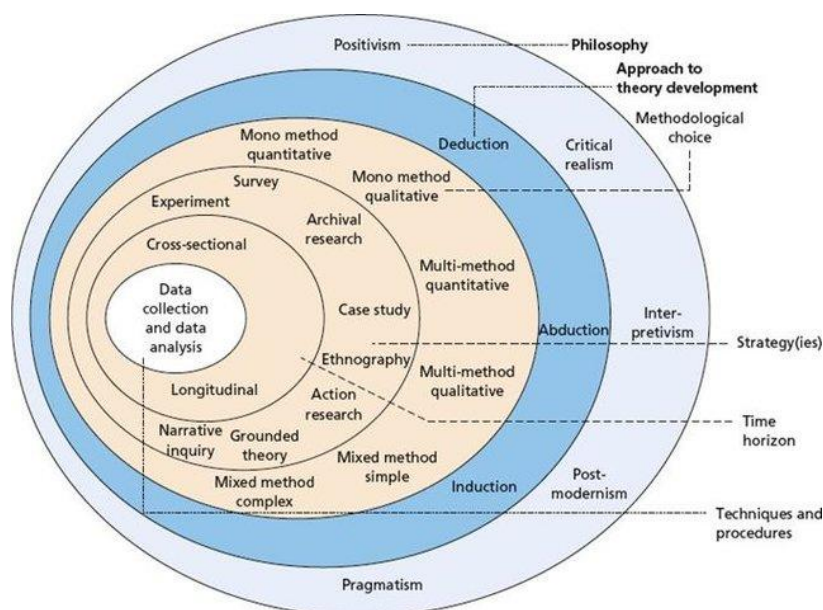 Positivism
Philosophy
Approach to
theory development
Methodological
choice
Mono method
quantitative
Deduction
Critical
realism
Survey
Mono method
qualitative
Experiment
Archival
research
Cross-sectional
Multi-method
quantitative
Data
collection
and data
analysis
Case study
Abduction
Inter-
pretivism
Strategy(ies)
Ethnography
Multi-method
qualitative
Longitudinal
Action
research
Time
horizon
Narrative
inquiry
Grounded
theory
Mixed method
simple
Mixed method
complex
Induction
Post-
modernism
Techniques and
procedures
Pragmatism